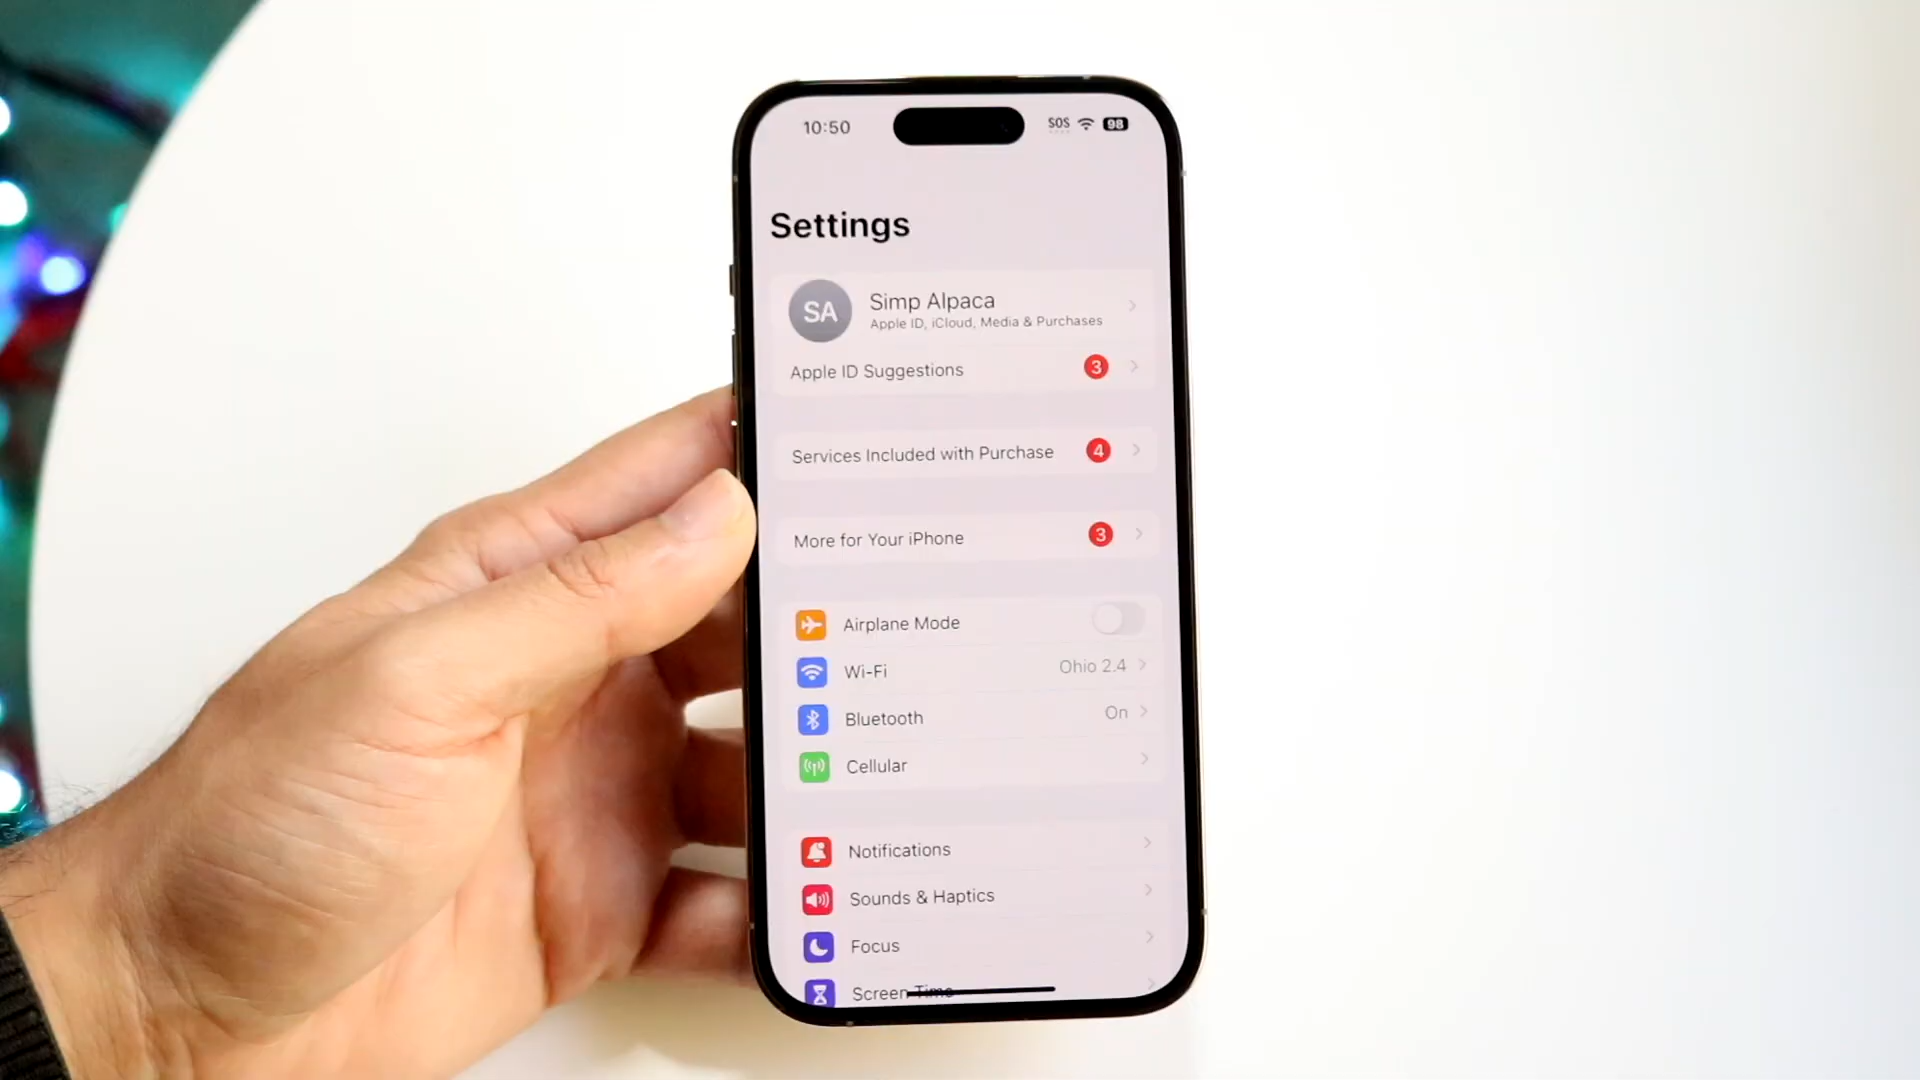 10:50
SOS
98
Settings
SA
Simp Alpaca
Apple ID, iCloud, Media & Purchases
Apple ID Suggestions
3
Services Included with Purchase
4
More for Your iPhone
3
Airplane Mode
Wi-Fi
Ohio 2.4
Bluetooth
On
Cellular
Notifications
Sounds & Haptics
Focus
Screen Time